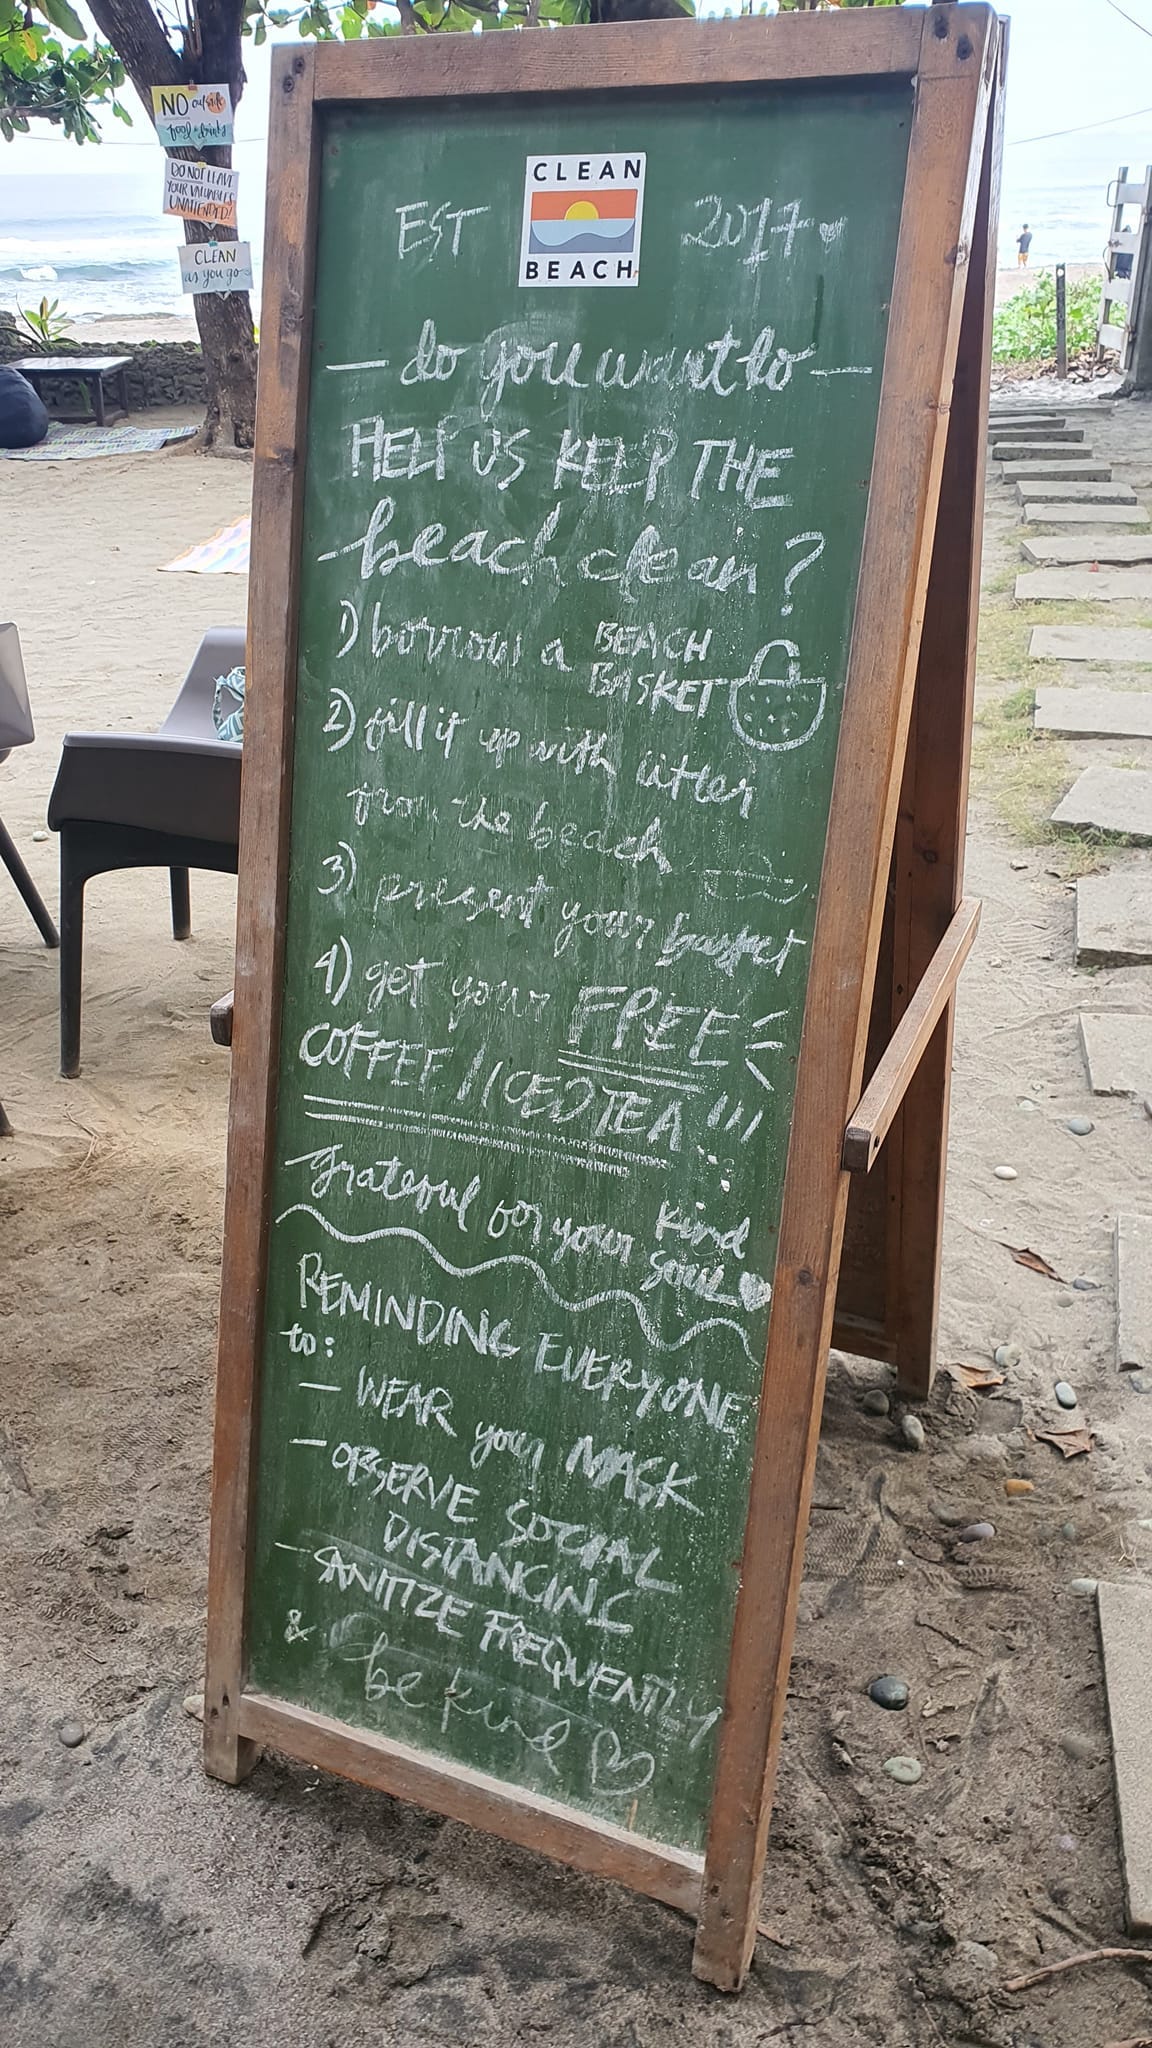 NO outside
food + drinks
DO NOT LEAVE
YOUR VALUABLES
UNATTENDED!
CLEAN
as you go
CLEAN
BEACH
EST 2017
— do you want to —
HELP US KEEP THE
beach clean?
1) borrow a BEACH
BASKET
2) fill it up with litter
from the beach
3) present your basket
4) get your FREE
COFFEE / ICED TEA!!!
grateful for your kind
soul
REMINDING EVERYONE
to:
— WEAR your MASK
— OBSERVE SOCIAL
DISTANCING
— SANITIZE FREQUENTLY
& be kind